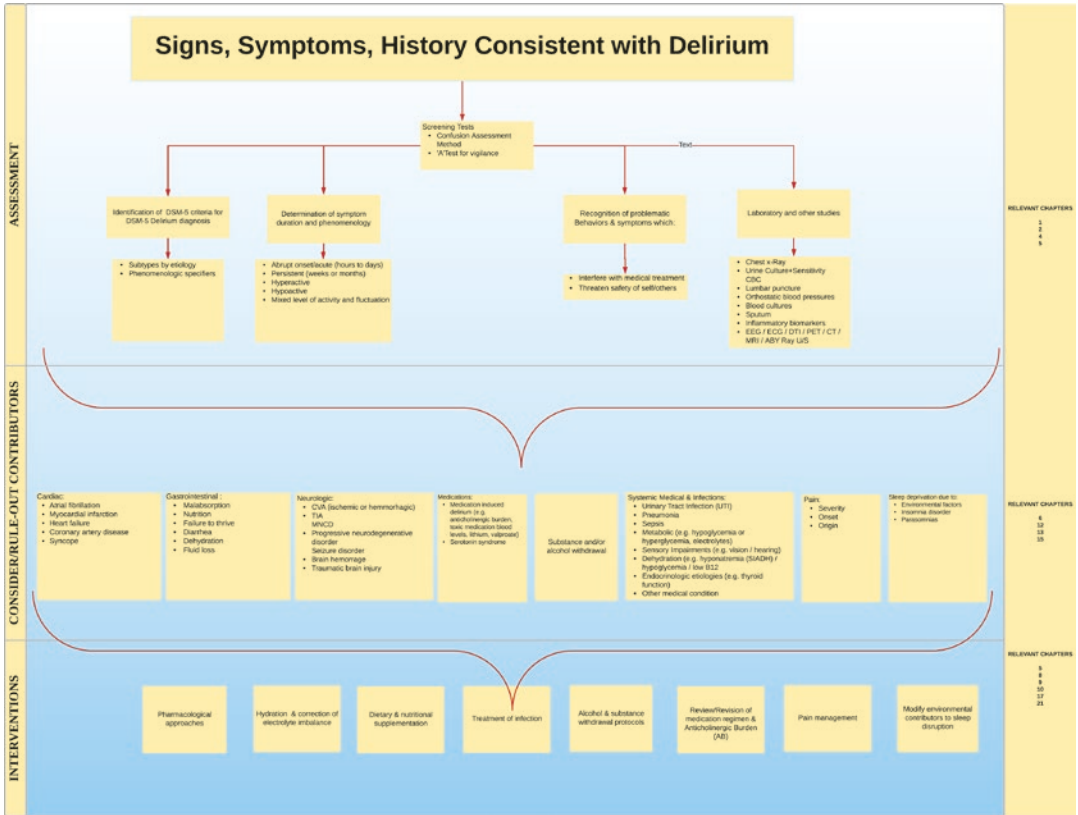 Signs, Symptoms, History Consistent with Delirium
ASSESSMENT
Screening Tests
• Confusion Assessment
Method
• 'A'Test for vigilance
Text
Identification of DSM-5 criteria for
DSM-5 Delirium diagnosis
Determination of symptom
duration and phenomenology
Recognition of problematic
Behaviors & symptoms which:
Laboratory and other studies
• Subtypes by etiology
• Phenomenologic specifiers
• Abrupt onset/acute (hours to days)
• Persistent (weeks or months)
• Hyperactive
• Hypoactive
• Mixed level of activity and fluctuation
• Interfere with medical treatment
• Threaten safety of self/others
• Chest x-Ray
• Urine Culture+Sensitivity
CBC
• Lumbar puncture
• Orthostatic blood pressures
• Blood cultures
• Sputum
• Inflammatory biomarkers
• EEG / ECG / DTI / PET / CT /
MRI / ABY Ray U/S
RELEVANT CHAPTERS
1
2
4
5
CONSIDER/RULE-OUT CONTRIBUTORS
Cardiac:
• Atrial fibrillation
• Myocardial infarction
• Heart failure
• Coronary artery disease
• Syncope
Gastrointestinal :
• Malabsorption
• Nutrition
• Failure to thrive
• Diarrhea
• Dehydration
• Fluid loss
Neurologic:
• CVA (ischemic or hemmorhagic)
• TIA
MNCD
• Progressive neurodegenerative
disorder
Seizure disorder
• Brain hemorrage
• Traumatic brain injury
Medications:
• Medication induced
delirium (e.g.
anticholinergic burden,
toxic medication blood
levels, lithium, valproate)
• Serotonin syndrome
Substance and/or
alcohol withdrawal
Systemic Medical & Infections:
• Urinary Tract Infection (UTI)
• Pneumonia
• Sepsis
• Metabolic (e.g. hypoglycemia or
hyperglycemia, electrolytes)
• Sensory Impairments (e.g. vision / hearing)
• Dehydration (e.g. hyponatremia (SIADH) /
hypoglycemia / low B12
• Endocrinologic etiologies (e.g. thyroid
function)
• Other medical condition
Pain:
• Severity
• Onset
• Origin
Sleep deprivation due to:
• Environmental factors
• Insomnia disorder
• Parasomnias
RELEVANT CHAPTERS
6
12
13
15
INTERVENTIONS
Pharmacological
approaches
Hydration & correction of
electrolyte imbalance
Dietary & nutritional
supplementation
Treatment of infection
Alcohol & substance
withdrawal protocols
Review/Revision of
medication regimen &
Anticholinergic Burden
(AB)
Pain management
Modify environmental
contributors to sleep
disruption
RELEVANT CHAPTERS
5
8
9
10
17
21